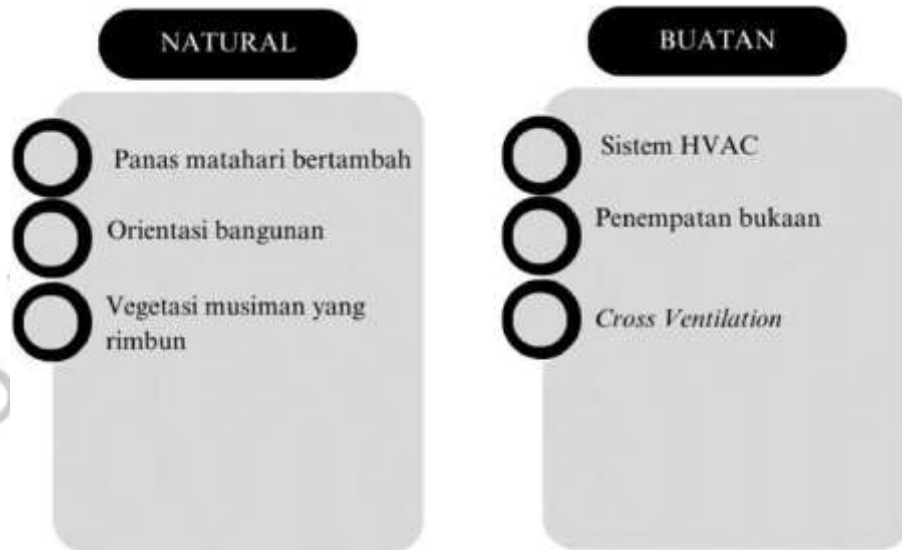 NATURAL
Panas matahari bertambah
Orientasi bangunan
Vegetasi musiman yang
rimbun
BUATAN
Sistem HVAC
Penempatan bukaan
Cross Ventilation